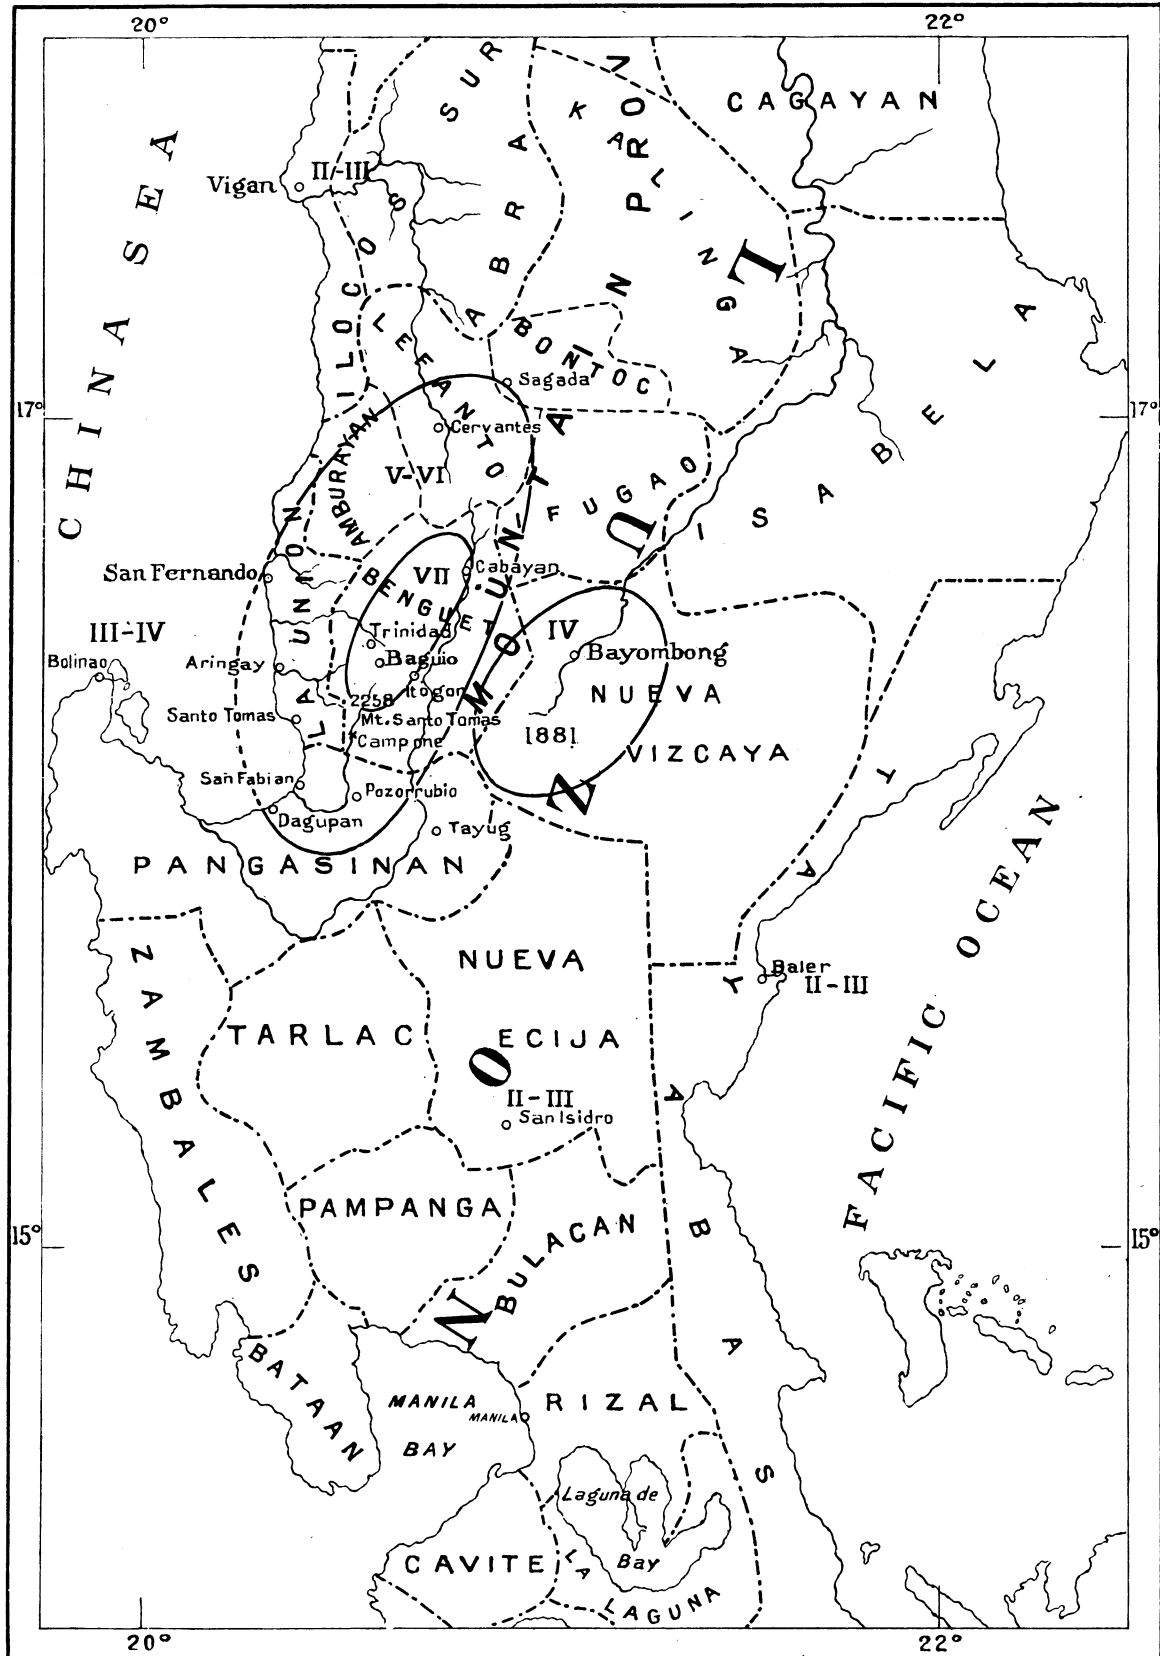 20°
22°
CHINA SEA
CAGAYAN
SUR
ILOCOS
ABRA
KALINGA
MOUNTAIN PROV
Vigan
II-III
LEPANTO
BONTOC
Sagada
17°
17°
Cervantes
AMBURAYAN
V-VI
IFUGAO
ISABELA
LUZON
San Fernando
LA UNION
VII
Cabayan
BENGUET
III-IV
Bolinao
Trinidad
Baguio
IV
Bayombong
Aringay
Itogon
2258
NUEVA
Santo Tomas
Mt. Santo Tomas
1881
Camp one
VIZCAYA
San Fabian
Pozorrubio
Dagupan
Tayug
PANGASINAN
TAYABAS
FACIFIC OCEAN
ZAMBALES
NUEVA
Baler
II-III
TARLAC
ECIJA
II-III
San Isidro
PAMPANGA
BULACAN
15°
15°
BATAAN
MANILA
MANILA
RIZAL
BAY
Laguna de
Bay
CAVITE
LA
LAGUNA
20°
22°